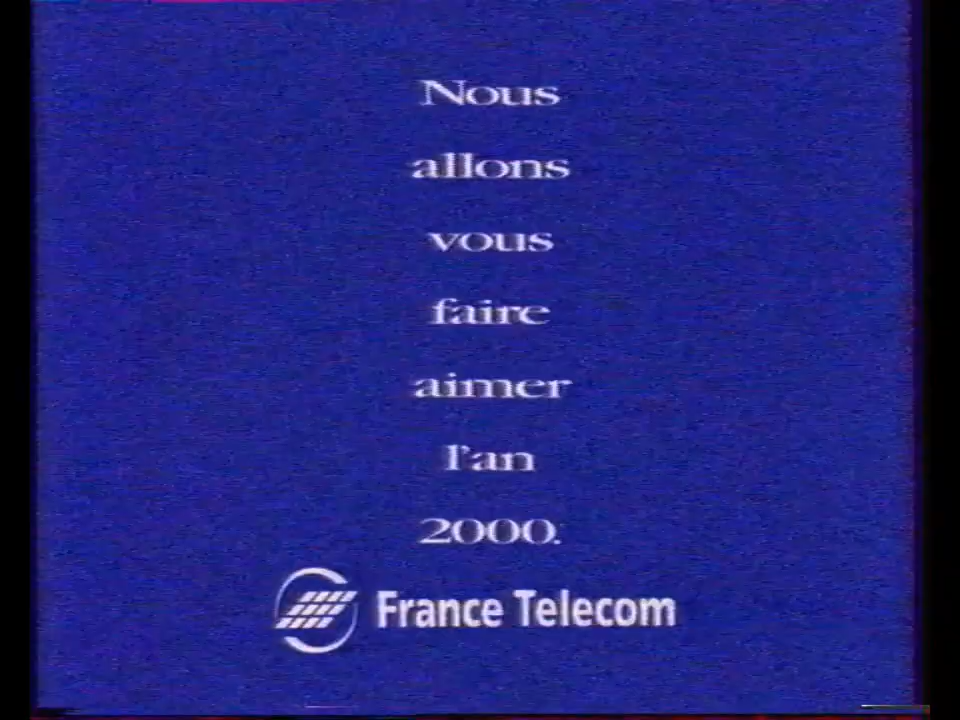 Nous
allons
vous
faire
aimer
l'an
2000.
France Telecom